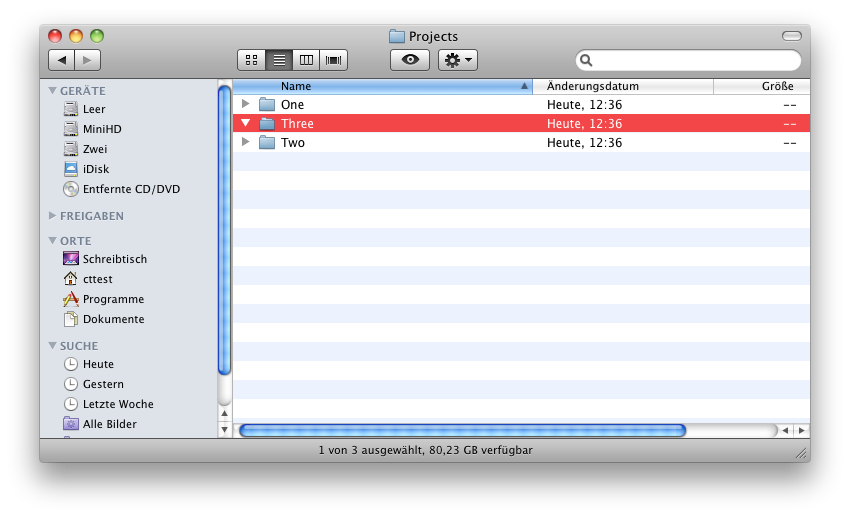 Projects
Name Änderungsdatum Größe
GERÄTE
Leer
MiniHD
Zwei
iDisk
Entfernte CD/DVD
FREIGABEN
ORTE
Schreibtisch
cttest
Programme
Dokumente
SUCHE
Heute
Gestern
Letzte Woche
Alle Bilder
One Heute, 12:36 --
Three Heute, 12:36 --
Two Heute, 12:36 --
1 von 3 ausgewählt, 80,23 GB verfügbar